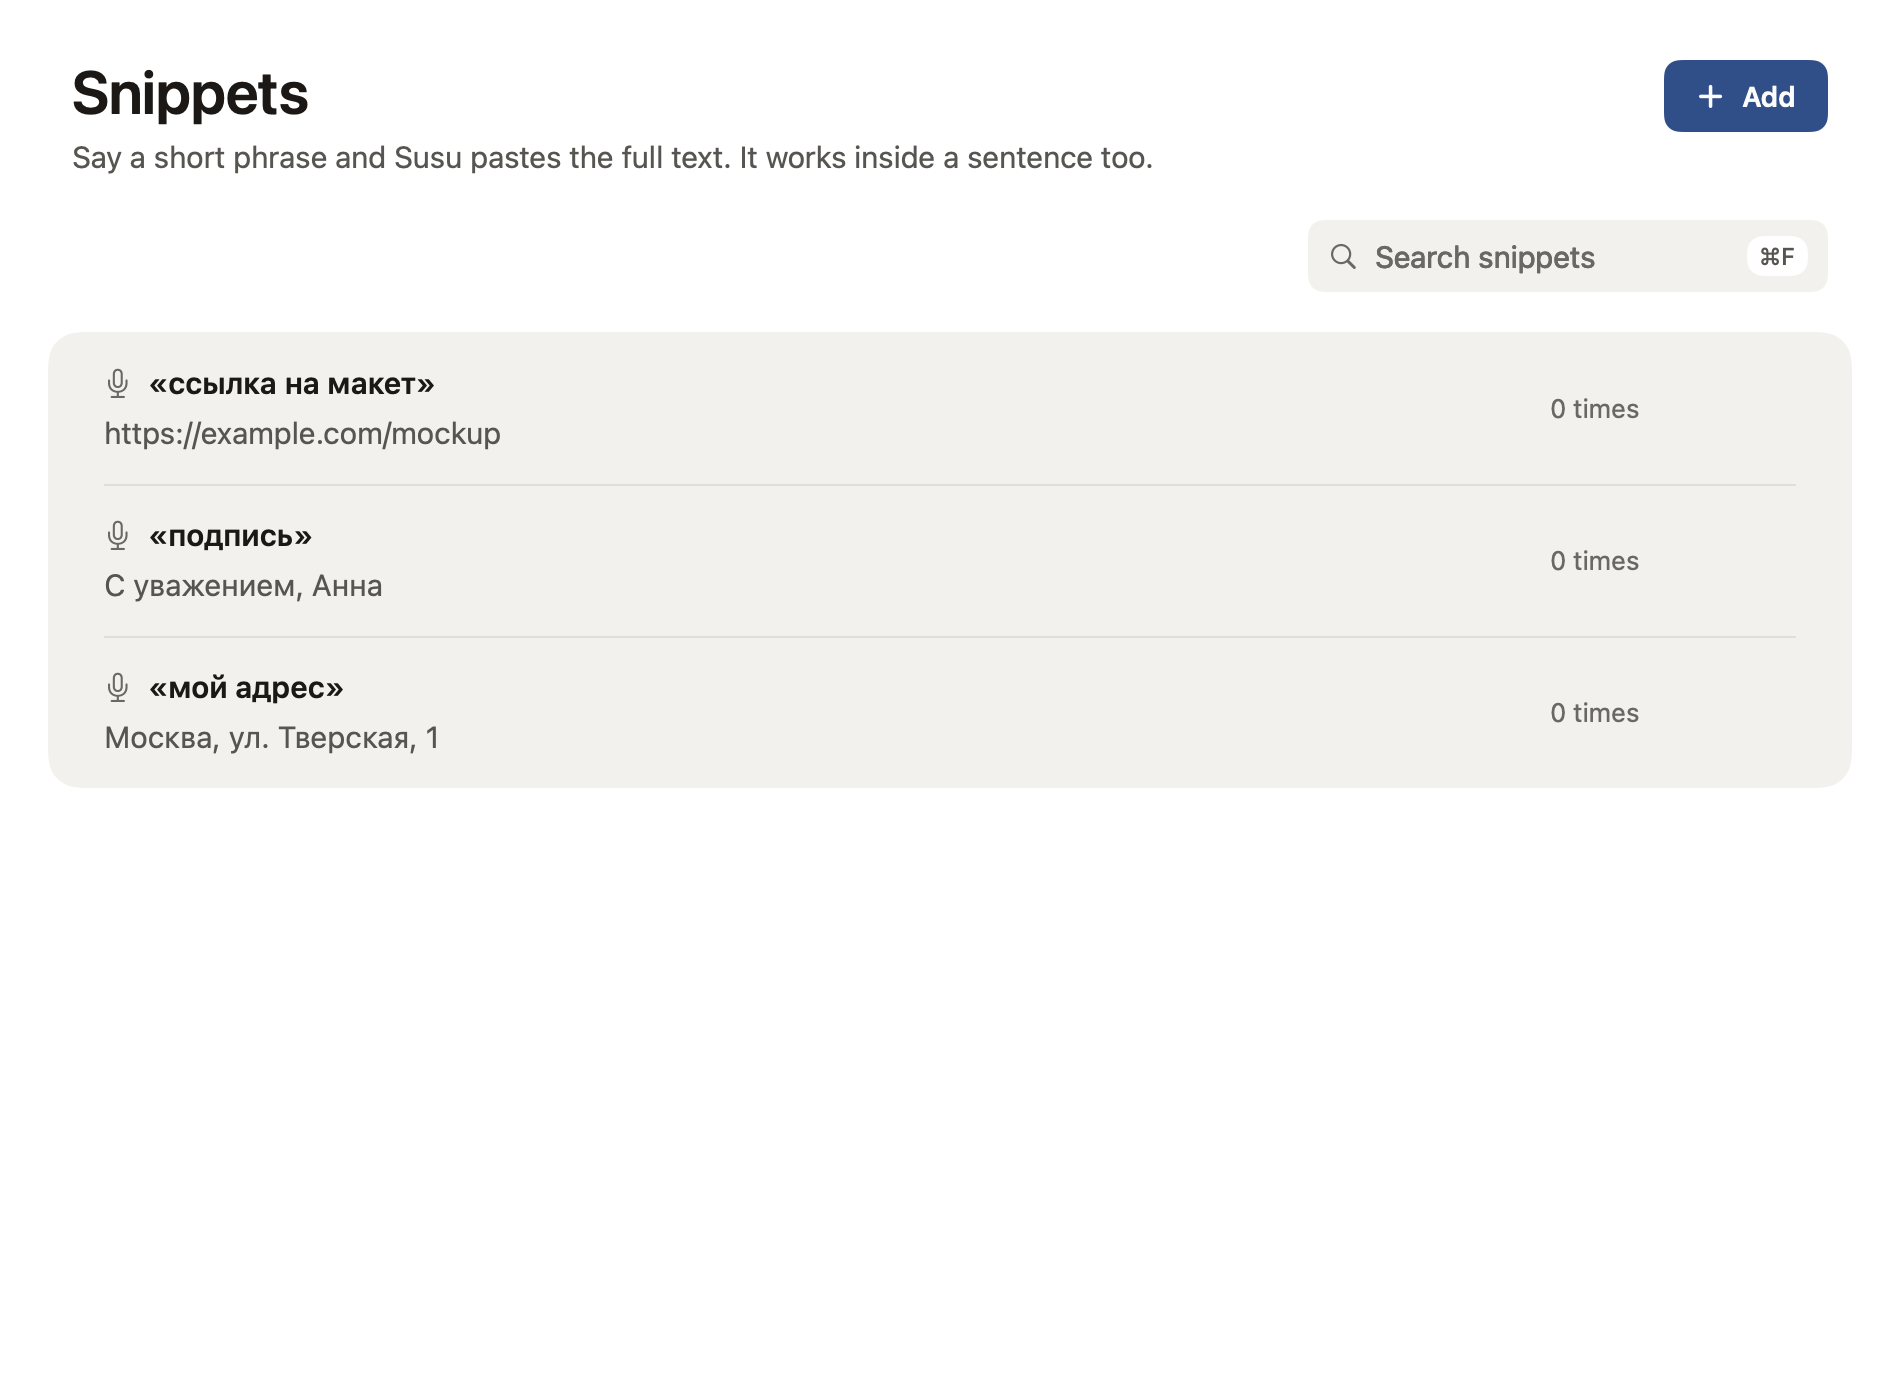 Snippets
+ Add
Say a short phrase and Susu pastes the full text. It works inside a sentence too.
Search snippets ⌘F
«ссылка на макет»
https://example.com/mockup
0 times
«подпись»
С уважением, Анна
0 times
«мой адрес»
Москва, ул. Тверская, 1
0 times